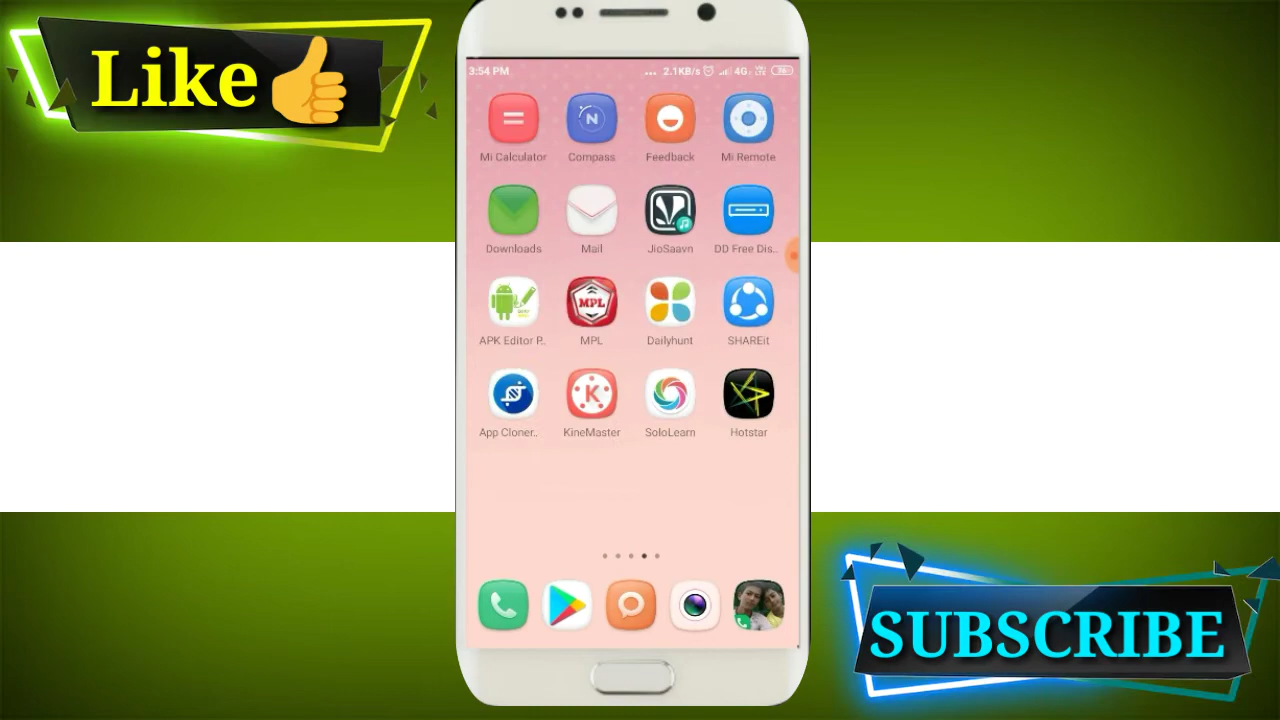 Like
3:54 PM ... 2.1KB/s 4G
Mi Calculator Compass Feedback Mi Remote
Downloads Mail JioSaavn DD Free Dis..
APK Editor P.. MPL Dailyhunt SHAREit
App Cloner.. KineMaster SoloLearn Hotstar
SUBSCRIBE